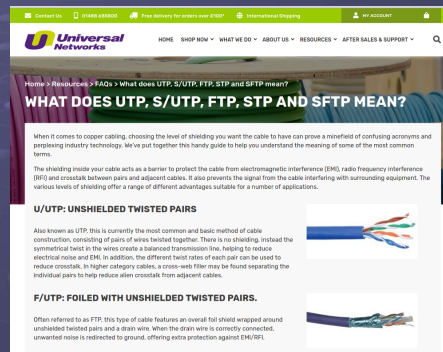 Contact Us 01488 685800 Free delivery for orders over £100* International Shipping MY ACCOUNT
Universal Networks
HOME SHOP NOW WHAT WE DO ABOUT US RESOURCES AFTER SALES & SUPPORT
Home > Resources > FAQs > What does UTP, S/UTP, FTP, STP and SFTP mean?
WHAT DOES UTP, S/UTP, FTP, STP AND SFTP MEAN?
When it comes to copper cabling, choosing the level of shielding you want the cable to have can prove a minefield of confusing acronyms and
perplexing industry technology. We've put together this handy guide to help you understand the meaning of some of the most common
terms.
The shielding inside your cable acts as a barrier to protect the cable from electromagnetic interference (EMI), radio frequency interference
(RFI) and crosstalk between pairs and adjacent cables. It also prevents the signal from the cable interfering with surrounding equipment. The
various levels of shielding offer a range of different advantages suitable for a number of applications.
U/UTP: UNSHIELDED TWISTED PAIRS
Also known as UTP, this is currently the most common and basic method of cable
construction, consisting of pairs of wires twisted together. There is no shielding, instead the
symmetrical twist in the wires create a balanced transmission line, helping to reduce
electrical noise and EMI. In addition, the different twist rates of each pair can be used to
reduce crosstalk. In higher category cables, a cross-web filler may be found separating the
individual pairs to help reduce alien crosstalk from adjacent cables.
F/UTP: FOILED WITH UNSHIELDED TWISTED PAIRS.
Often referred to as FTP, this type of cable features an overall foil shield wrapped around
unshielded twisted pairs and a drain wire. When the drain wire is correctly connected,
unwanted noise is redirected to ground, offering extra protection against EMI/RFI.